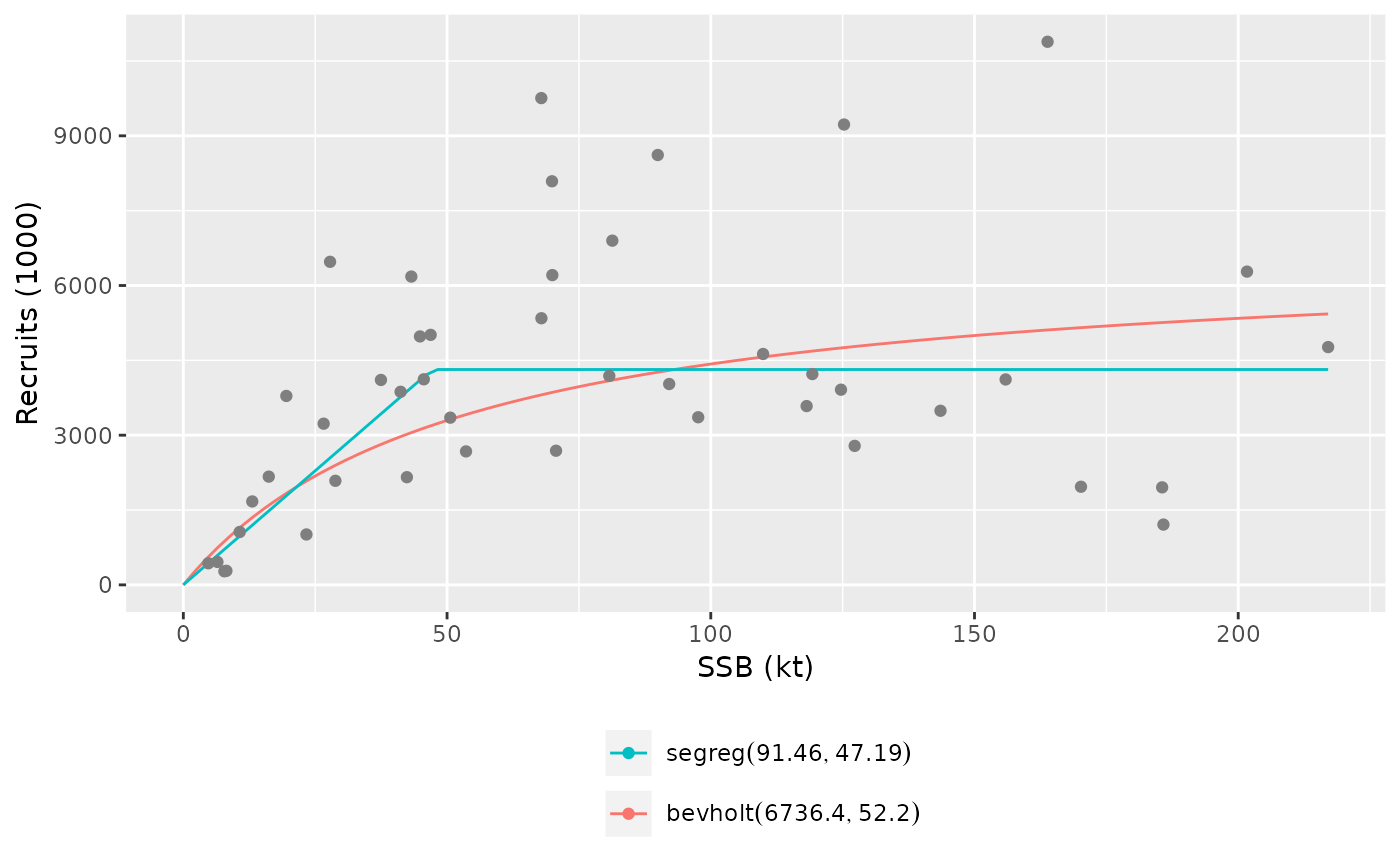 Recruits (1000)
9000
6000
3000
0
0 50 100 150 200
SSB (kt)
segreg(91.46, 47.19)
bevholt(6736.4, 52.2)